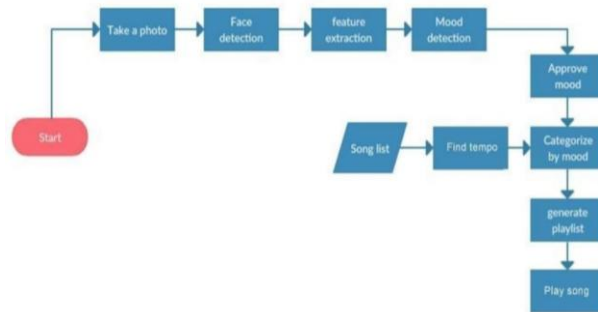 Take a photo
Face
detection
feature
extraction
Mood
detection
Approve
mood
Start
Song list
Find tempo
Categorize
by mood
generate
playlist
Play song